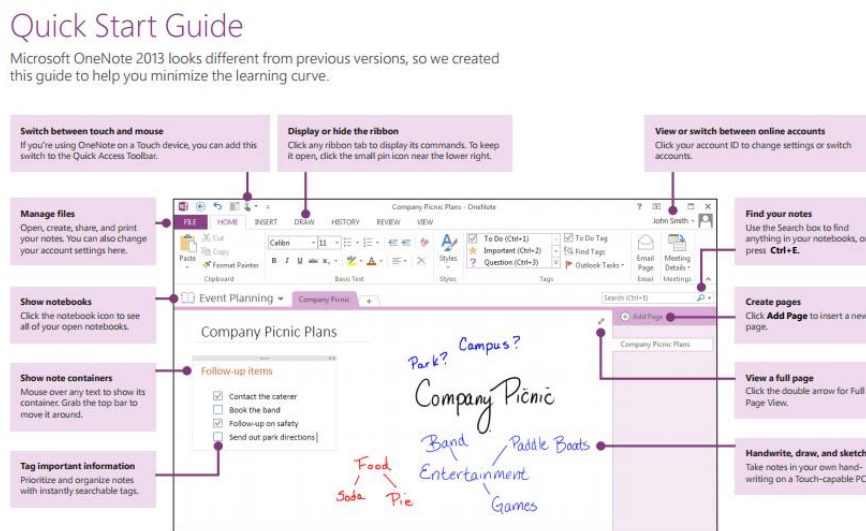 Quick Start Guide
Microsoft OneNote 2013 looks different from previous versions, so we created
this guide to help you minimize the learning curve.
Switch between touch and mouse
If you're using OneNote on a Touch device, you can add this
switch to the Quick Access Toolbar.
Display or hide the ribbon
Click any ribbon tab to display its commands. To keep
it open, click the small pin icon near the lower right.
View or switch between online accounts
Click your account ID to change settings or switch
accounts.
Manage files
Open, create, share, and print
your notes. You can also change
your account settings here.
Show notebooks
Click the notebook icon to see
all of your open notebooks.
Show note containers
Mouse over any text to show its
container. Grab the top bar to
move it around.
Tag important information
Prioritize and organize notes
with instantly searchable tags.
Company Picnic Plans - OneNote
FILE HOME INSERT DRAW HISTORY REVIEW VIEW
John Smith
Paste
Cut
Copy
Format Painter
Clipboard
Calibri 11
B I U abc x A
Basic Text
Styles
Styles
To Do (Ctrl+1)
Important (Ctrl+2)
Question (Ctrl+3)
To Do Tag
Find Tags
Outlook Tasks
Tags
Email
Page
Email
Meeting
Details
Meetings
Event Planning
Company Picnic
Search (Ctrl+E)
Add Page
Company Picnic Plans
Company Picnic Plans
Follow-up items
Contact the caterer
Book the band
Follow-up on safety
Send out park directions
Park?
Campus?
Company Picnic
Band
Paddle Boats
Entertainment
Games
Food
Soda
Pie
Find your notes
Use the Search box to find
anything in your notebooks, o
press Ctrl+E.
Create pages
Click Add Page to insert a new
page.
View a full page
Click the double arrow for Full
Page View.
Handwrite, draw, and sketch
Take notes in your own hand-
writing on a Touch-capable PC